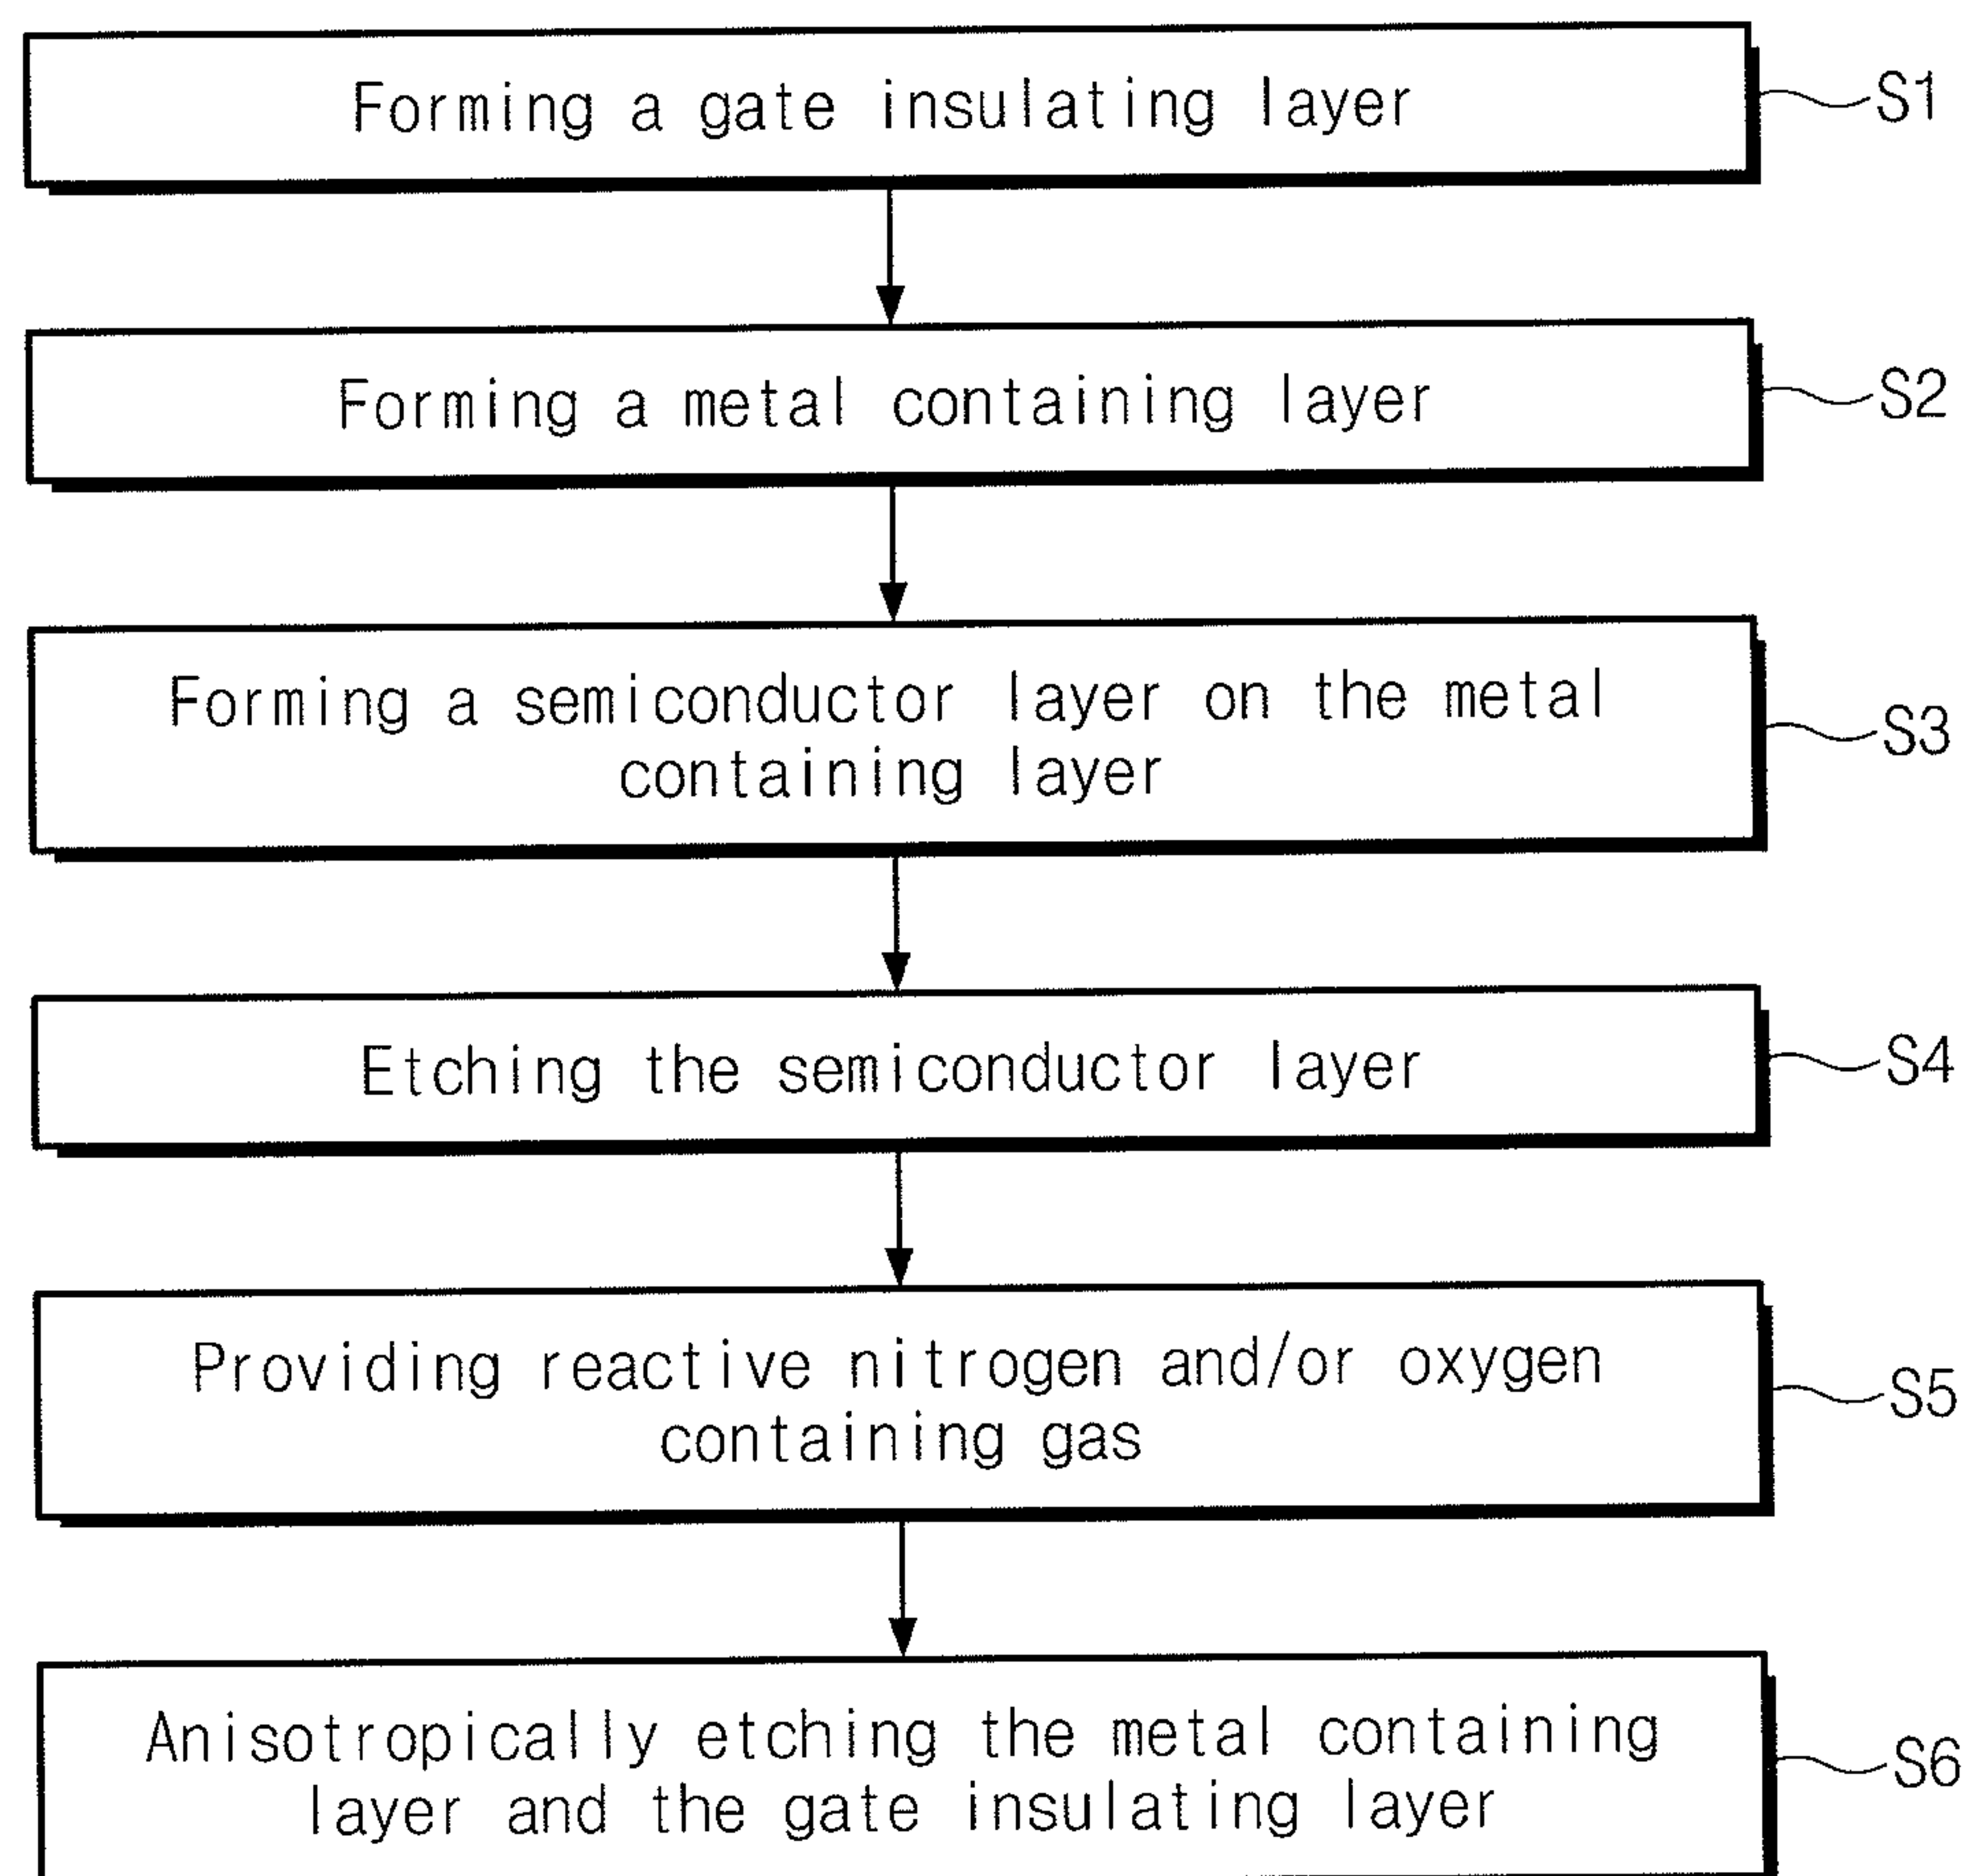 Forming a gate insulating layer
S1
Forming a metal containing layer
S2
Forming a semiconductor layer on the metal
containing layer
S3
Etching the semiconductor layer
S4
Providing reactive nitrogen and/or oxygen
containing gas
S5
Anisotropically etching the metal containing
layer and the gate insulating layer
S6